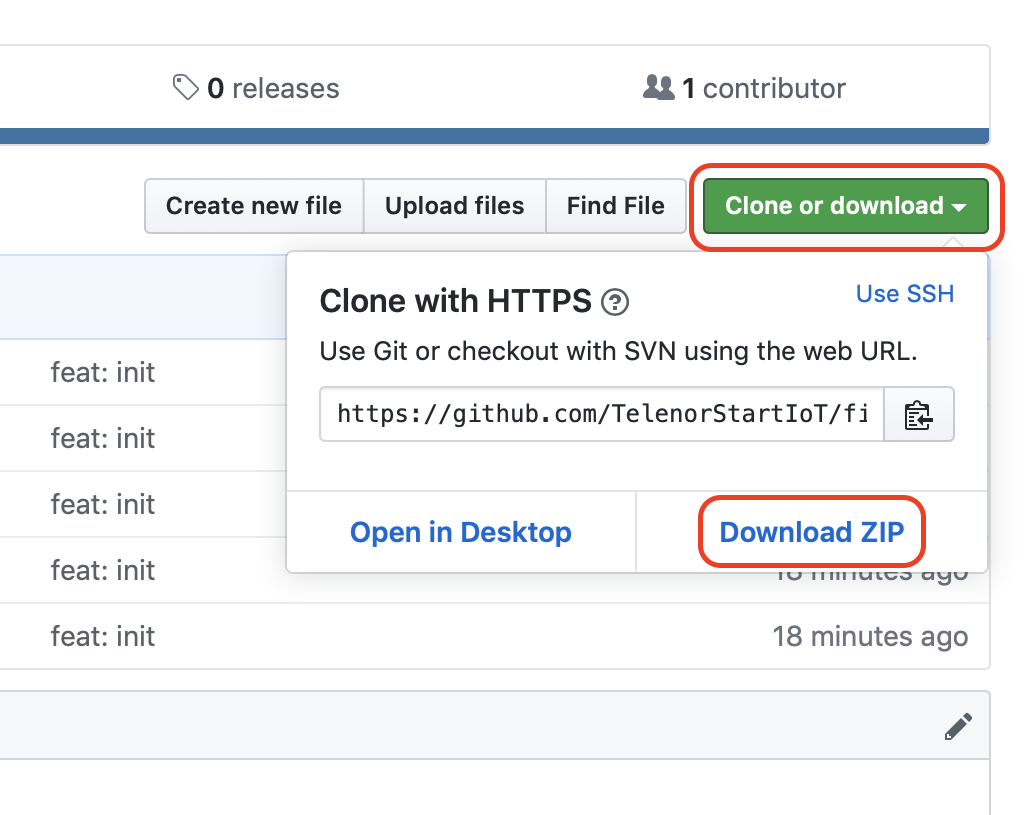 0 releases
1 contributor
Create new file
Upload files
Find File
Clone or download
Clone with HTTPS ?
Use SSH
Use Git or checkout with SVN using the web URL.
https://github.com/TelenorStartIoT/fi
Open in Desktop
Download ZIP
feat: init
feat: init
feat: init
feat: init
18 minutes ago
feat: init
18 minutes ago